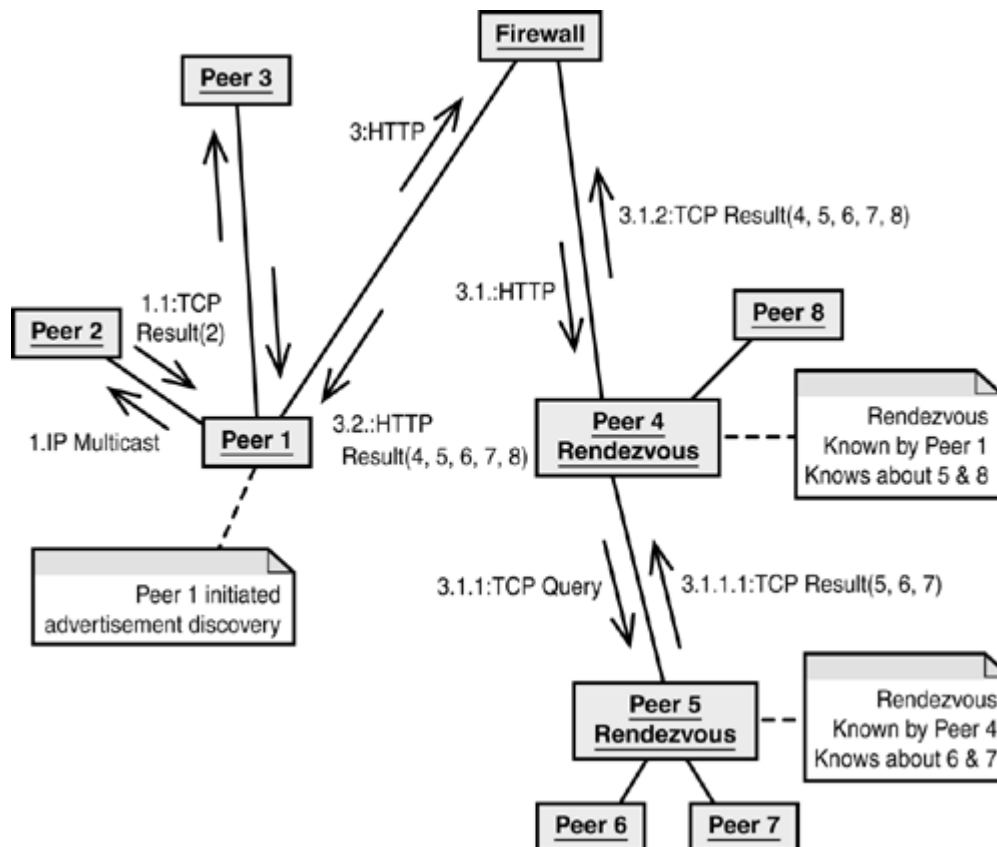 Firewall
Peer 3
3:HTTP
3.1.2:TCP Result(4, 5, 6, 7, 8)
1.1:TCP
Result(2)
3.1.:HTTP
Peer 8
Peer 2
1.IP Multicast
Peer 1
3.2.:HTTP
Result(4, 5, 6, 7, 8)
Peer 4
Rendezvous
Rendezvous
Known by Peer 1
Knows about 5 & 8
Peer 1 initiated
advertisement discovery
3.1.1:TCP Query
3.1.1.1:TCP Result(5, 6, 7)
Peer 5
Rendezvous
Rendezvous
Known by Peer 4
Knows about 6 & 7
Peer 6
Peer 7